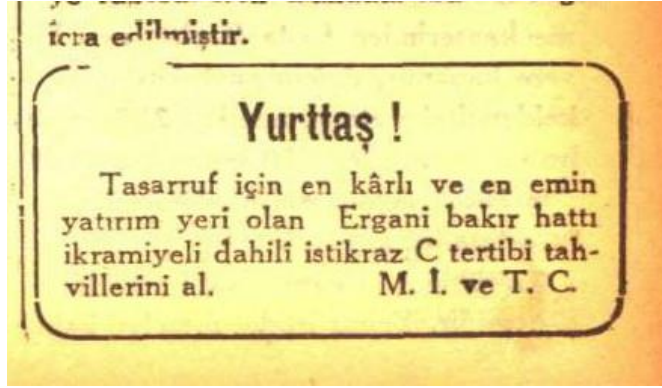 icra edilmiştir.
Yurttaş !
Tasarruf için en kârlı ve en emin
yatırım yeri olan Ergani bakır hattı
ikramiyeli dahilî istikraz C tertibi tah-
villerini al. M. İ. ve T. C.